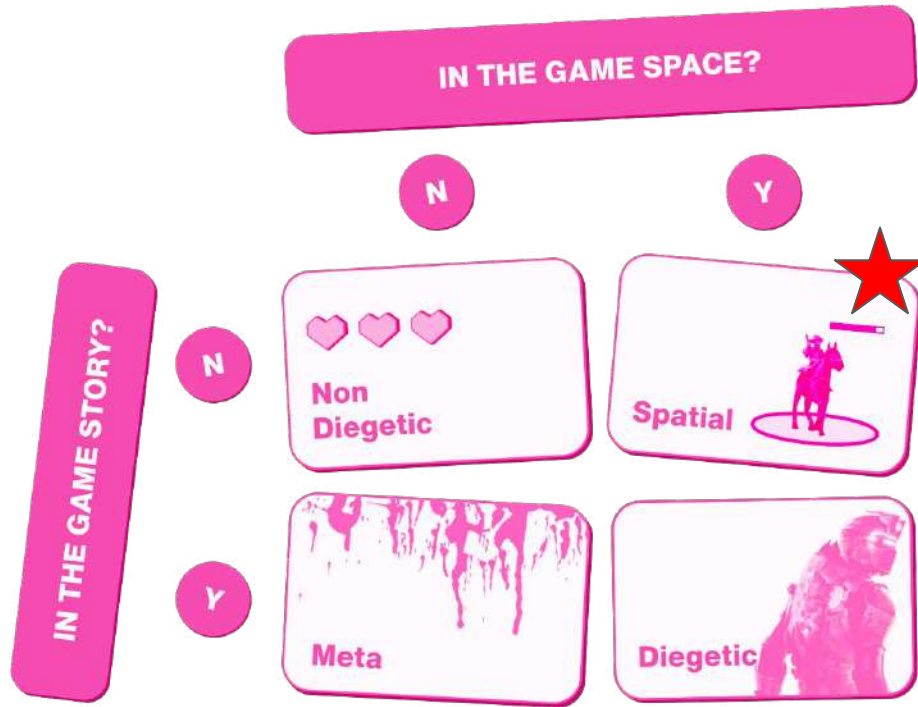 IN THE GAME SPACE?
N
Y
IN THE GAME STORY?
N
Non
Diegetic
Spatial
Y
Meta
Diegetic